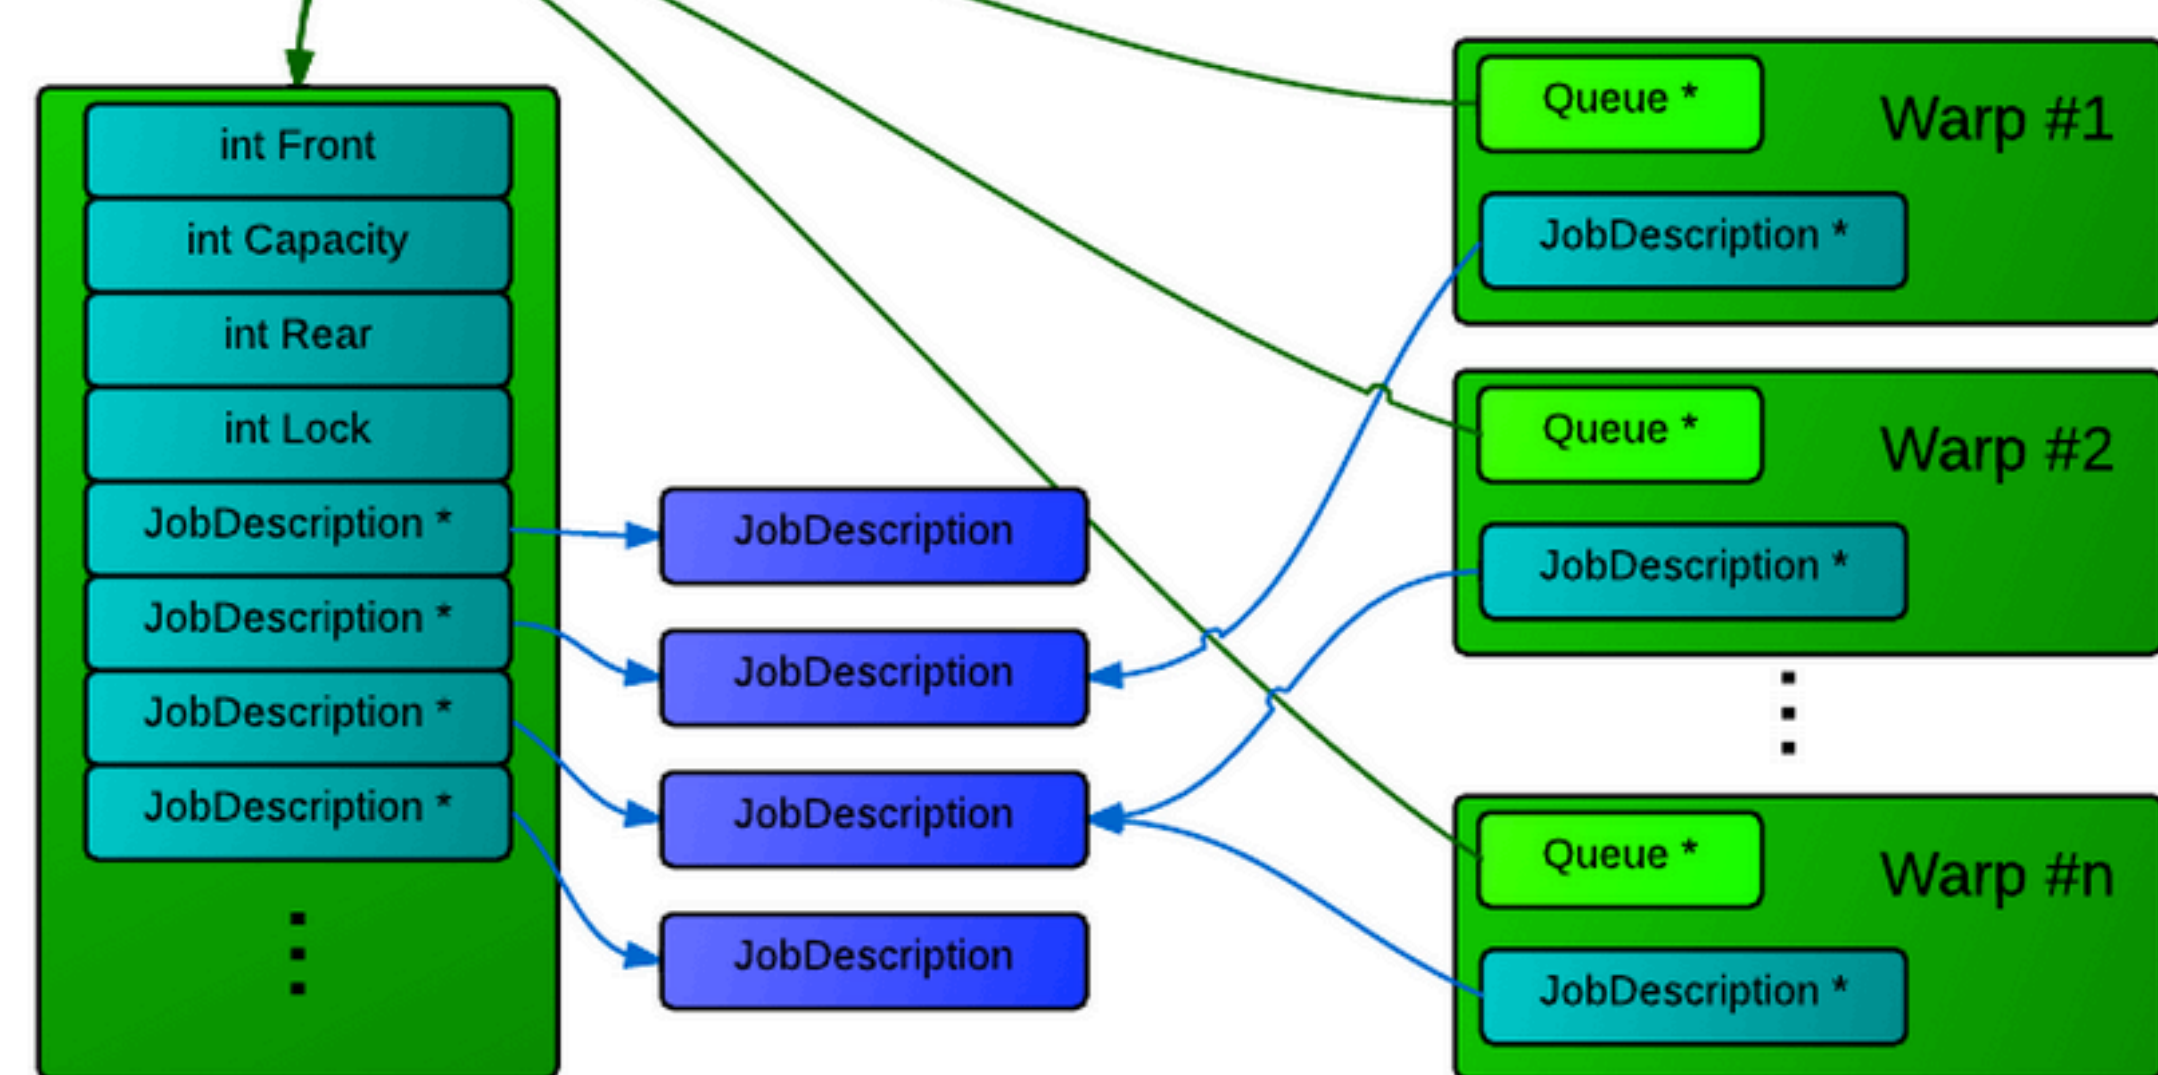 int Front
int Capacity
int Rear
int Lock
JobDescription *
JobDescription *
JobDescription *
JobDescription *
JobDescription
JobDescription
JobDescription
JobDescription
Queue *
Warp #1
JobDescription *
Queue *
Warp #2
JobDescription *
Queue *
Warp #n
JobDescription *